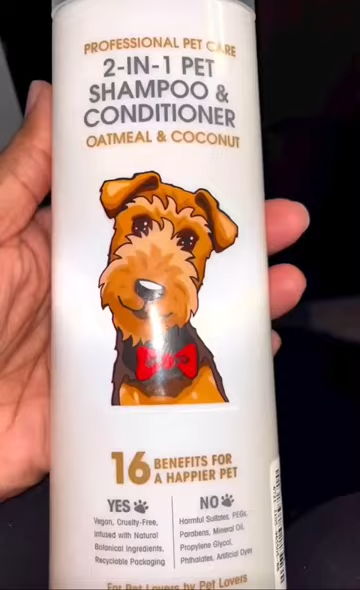 PROFESSIONAL PET CARE
2-IN-1 PET
SHAMPOO &
CONDITIONER
OATMEAL & COCONUT
16 BENEFITS FOR
A HAPPIER PET
YES
Vegan, Cruelty-Free,
Infused with Natural
Botanical Ingredients,
Recyclable Packaging
NO
Harmful Sulfates, PEGs,
Parabens, Mineral Oil,
Propylene Glycol,
Phthalates, Artificial Dyes
For Pet Lovers by Pet Lovers